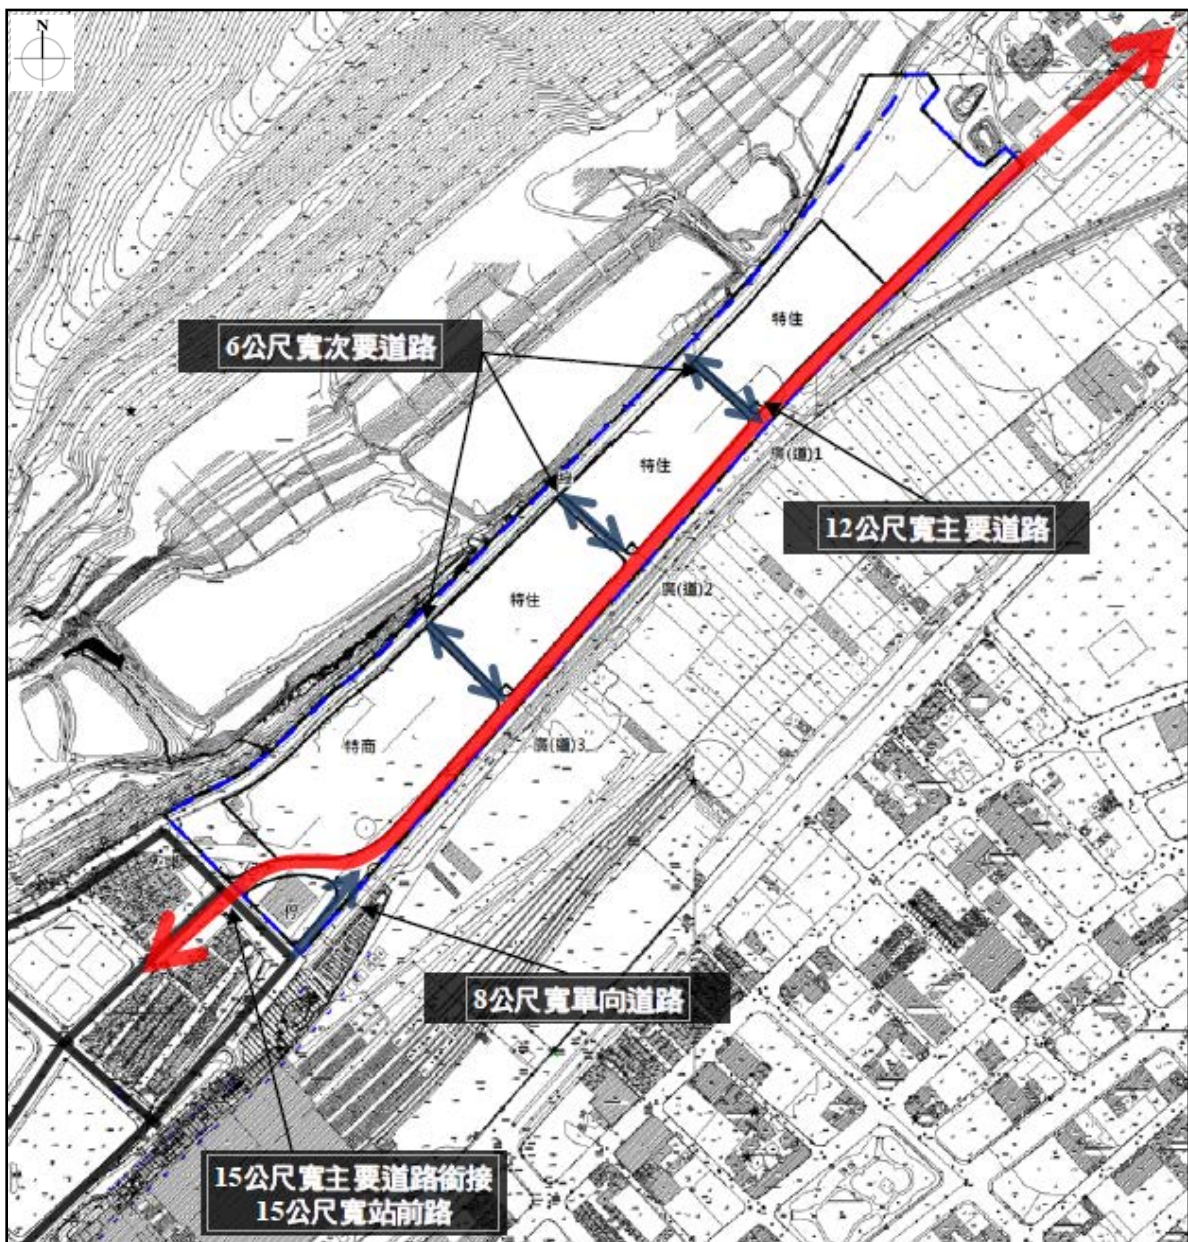 N
特住
6公尺寬次要道路
特住
廣(道)1
12公尺寬主要道路
特住
廣(道)2
特商
廣(道)3
停
8公尺寬單向道路
15公尺寬主要道路銜接
15公尺寬站前路